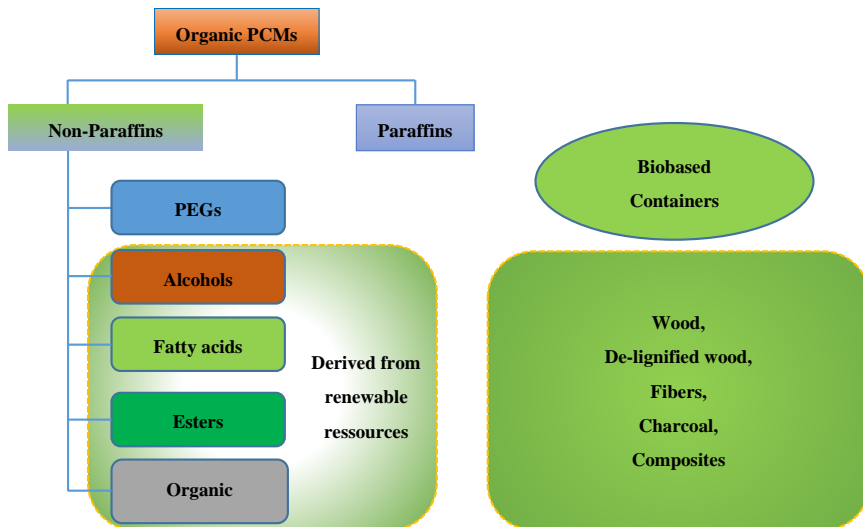 Organic PCMs
Non-Paraffins
Paraffins
PEGs
Alcohols
Fatty acids
Esters
Organic
Derived from
renewable
ressources
Biobased
Containers
Wood,
De-lignified wood,
Fibers,
Charcoal,
Composites